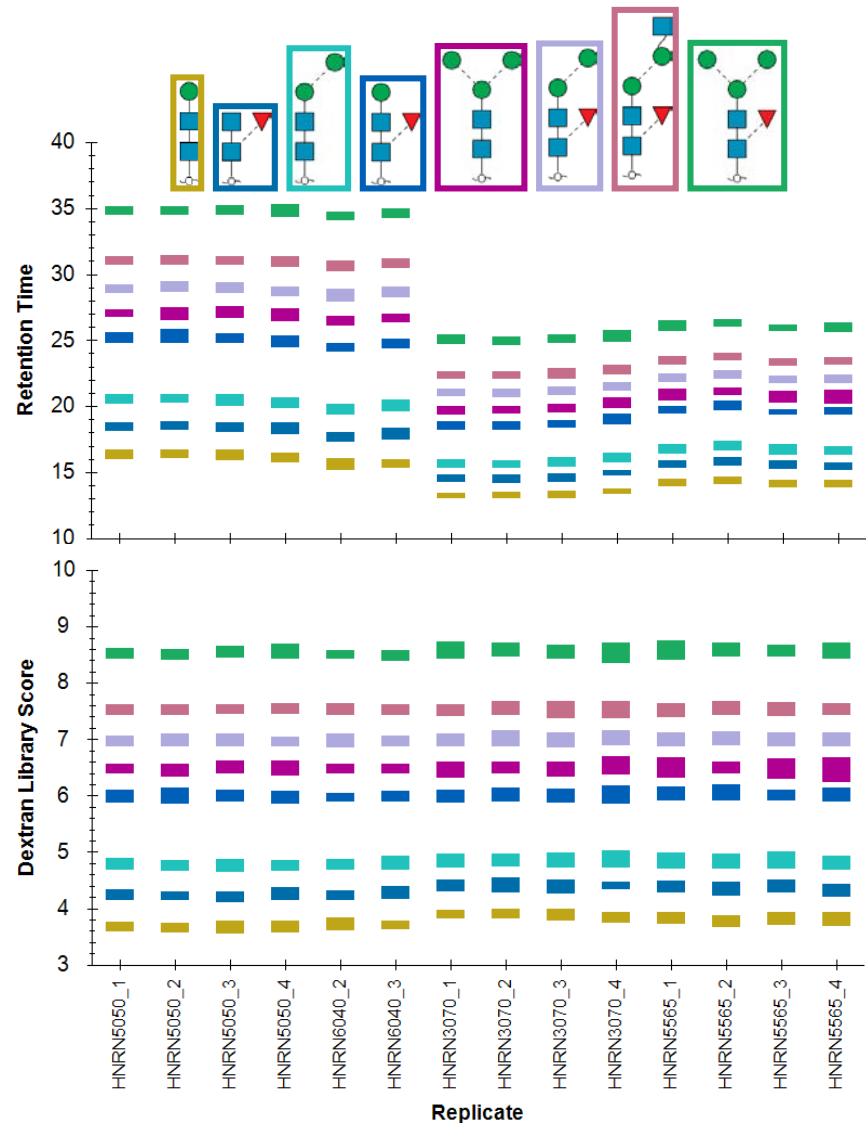 40
35
30
25
20
15
10
Retention Time
10
9
8
7
6
5
4
3
Dextran Library Score
HNRN5050_1
HNRN5050_2
HNRN5050_3
HNRN5050_4
HNRN6040_2
HNRN6040_3
HNRN3070_1
HNRN3070_2
HNRN3070_3
HNRN3070_4
HNRN5565_1
HNRN5565_2
HNRN5565_3
HNRN5565_4
Replicate